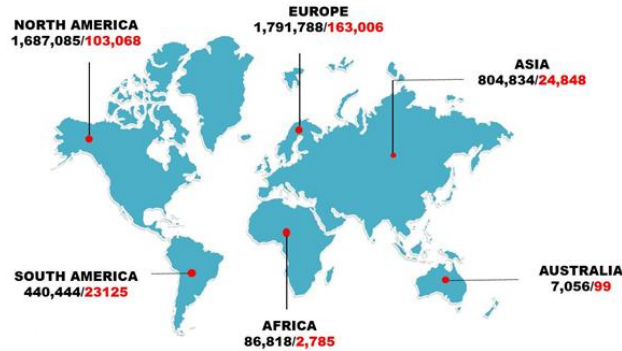 NORTH AMERICA
1,687,085/103,068
EUROPE
1,791,788/163,006
ASIA
804,834/24,848
SOUTH AMERICA
440,444/23125
AFRICA
86,818/2,785
AUSTRALIA
7,056/99